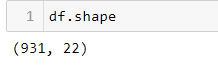 1 df.shape
(931, 22)